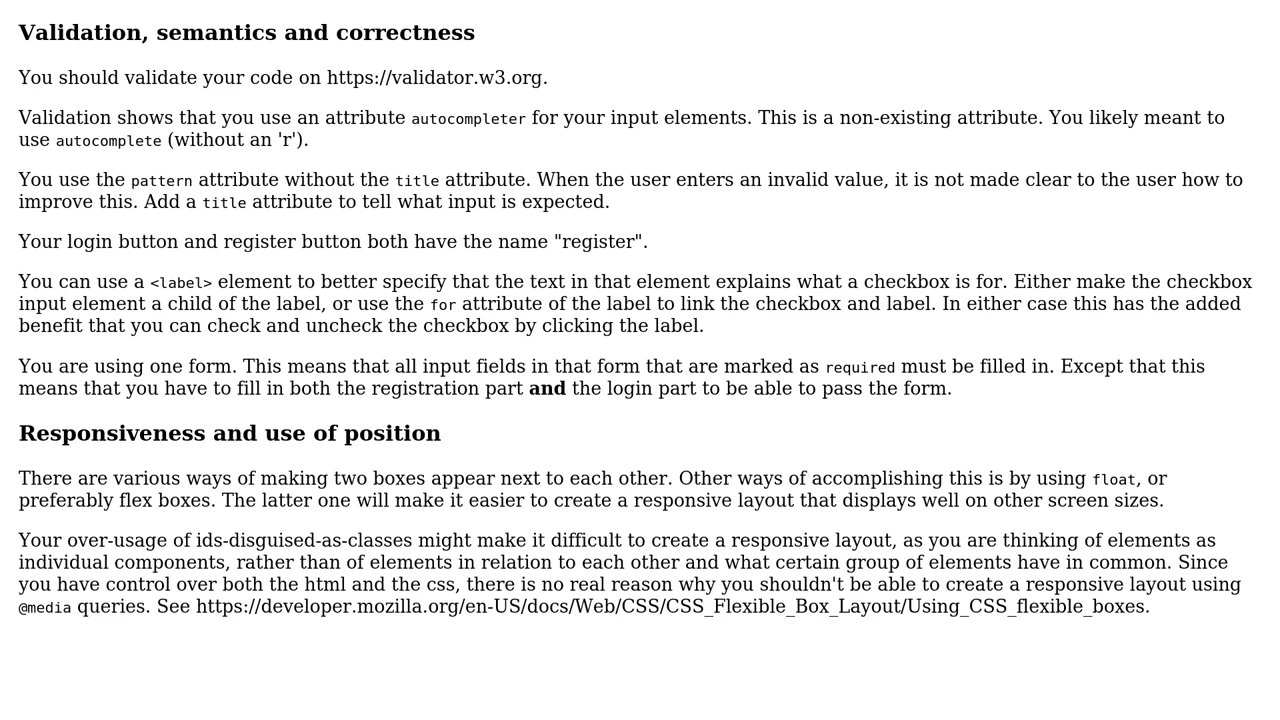 Validation, semantics and correctness
You should validate your code on https://validator.w3.org.
Validation shows that you use an attribute autocompleter for your input elements. This is a non-existing attribute. You likely meant to
use autocomplete (without an 'r').
You use the pattern attribute without the title attribute. When the user enters an invalid value, it is not made clear to the user how to
improve this. Add a title attribute to tell what input is expected.
Your login button and register button both have the name "register".
You can use a <label> element to better specify that the text in that element explains what a checkbox is for. Either make the checkbox
input element a child of the label, or use the for attribute of the label to link the checkbox and label. In either case this has the added
benefit that you can check and uncheck the checkbox by clicking the label.
You are using one form. This means that all input fields in that form that are marked as required must be filled in. Except that this
means that you have to fill in both the registration part and the login part to be able to pass the form.
Responsiveness and use of position
There are various ways of making two boxes appear next to each other. Other ways of accomplishing this is by using float, or
preferably flex boxes. The latter one will make it easier to create a responsive layout that displays well on other screen sizes.
Your over-usage of ids-disguised-as-classes might make it difficult to create a responsive layout, as you are thinking of elements as
individual components, rather than of elements in relation to each other and what certain group of elements have in common. Since
you have control over both the html and the css, there is no real reason why you shouldn't be able to create a responsive layout using
@media queries. See https://developer.mozilla.org/en-US/docs/Web/CSS/CSS_Flexible_Box_Layout/Using_CSS_flexible_boxes.